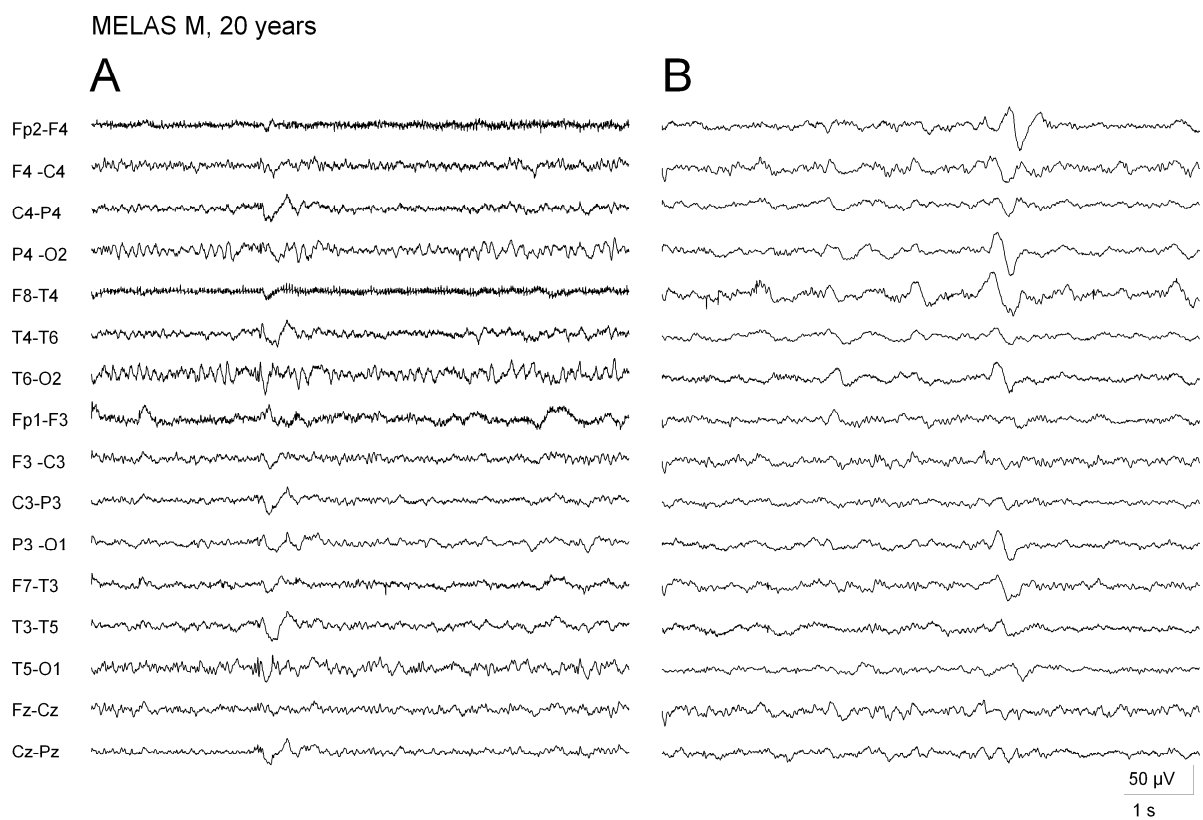 MELAS M, 20 years
A
B
Fp2-F4
F4 -C4
C4-P4
P4 -O2
F8-T4
T4-T6
T6-O2
Fp1-F3
F3 -C3
C3-P3
P3 -O1
F7-T3
T3-T5
T5-O1
Fz-Cz
Cz-Pz
50 µV
1 s